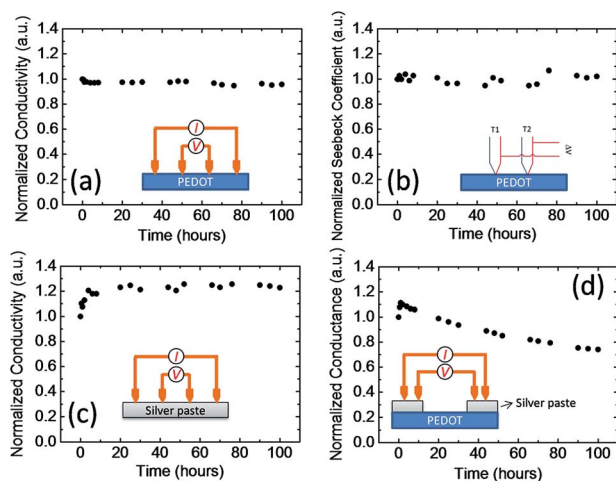 (a)
Normalized Conductivity (a.u.)
1.4
1.2
1.0
0.8
0.6
0.4
0.2
0.0
I
V
PEDOT
0 20 40 60 80 100
Time (hours)
(b)
Normalized Seebeck Coefficient (a.u.)
1.4
1.2
1.0
0.8
0.6
0.4
0.2
0.0
T1 T2
ΔV
PEDOT
0 20 40 60 80 100
Time (hours)
(c)
Normalized Conductivity (a.u.)
1.4
1.2
1.0
0.8
0.6
0.4
0.2
0.0
I
V
Silver paste
0 20 40 60 80 100
Time (hours)
(d)
Normalized Conductance (a.u.)
1.4
1.2
1.0
0.8
0.6
0.4
0.2
0.0
I
V
Silver paste
PEDOT
0 20 40 60 80 100
Time (hours)